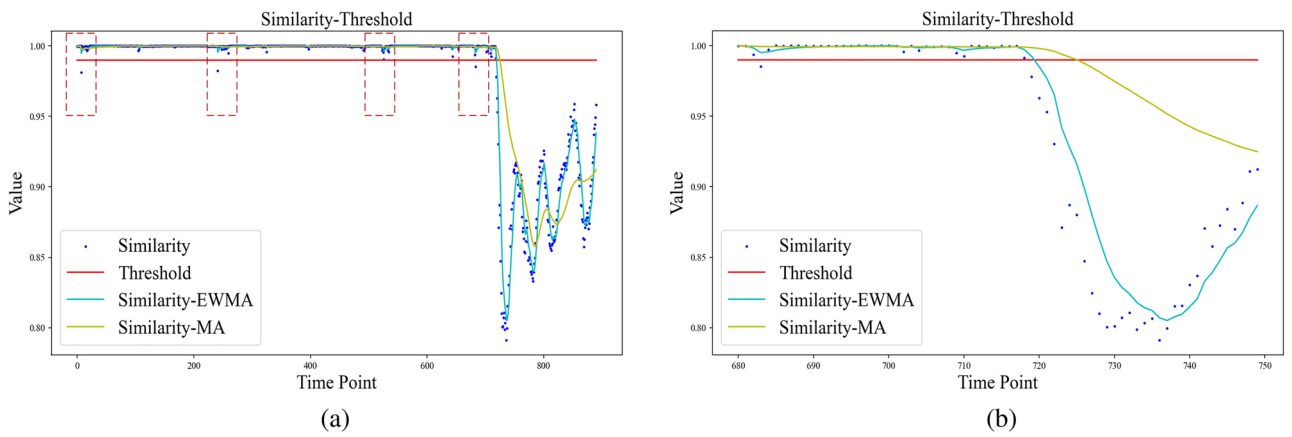 Similarity-Threshold
1.00
0.95
0.90
0.85
0.80
Value
Similarity
Threshold
Similarity-EWMA
Similarity-MA
0 200 400 600 800
Time Point
(a)
Similarity-Threshold
1.00
0.95
0.90
0.85
0.80
Value
Similarity
Threshold
Similarity-EWMA
Similarity-MA
680 690 700 710 720 730 740 750
Time Point
(b)